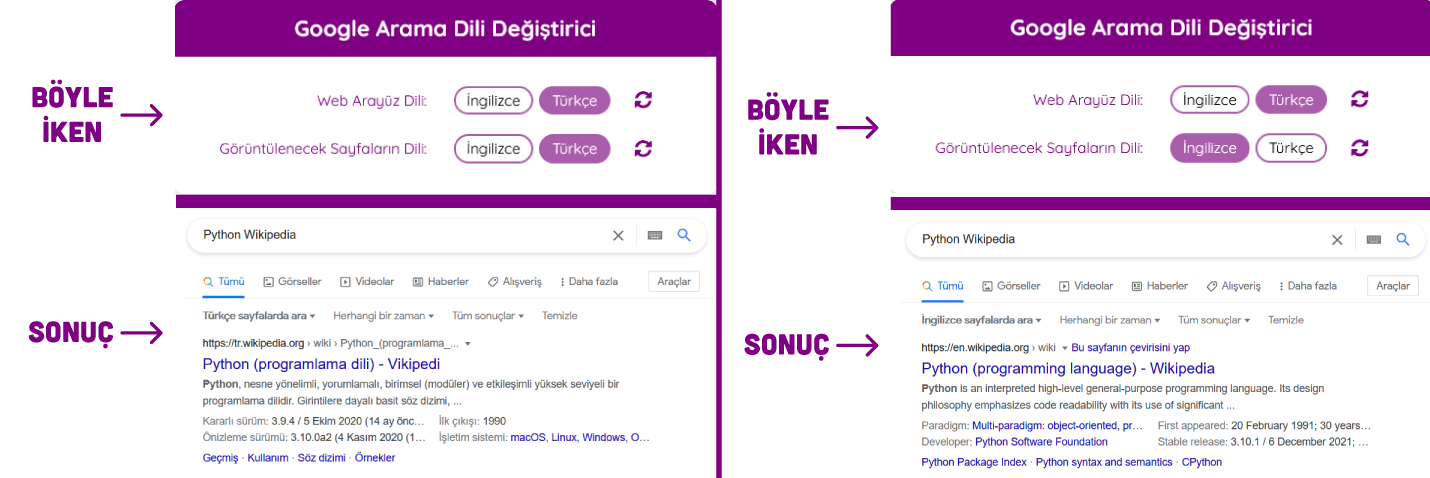 Google Arama Dili Değiştirici
BÖYLE
İKEN
Web Arayüz Dili: İngilizce Türkçe
Görüntülenecek Sayfaların Dili: İngilizce Türkçe
SONUÇ
Python Wikipedia
Tümü Görseller Videolar Haberler Alışveriş Daha fazla Araçlar
Türkçe sayfalarda ara Herhangi bir zaman Tüm sonuçlar Temizle
https://tr.wikipedia.org › wiki › Python_(programlama_...
Python (programlama dili) - Vikipedi
Python, nesne yönelimli, yorumlamalı, birimsel (modüler) ve etkileşimli yüksek seviyeli bir
programlama dilidir. Girintilere dayalı basit söz dizimi, ...
Kararlı sürüm: 3.9.4 / 5 Ekim 2020 (14 ay önc... İlk çıkışı: 1990
Önizleme sürümü: 3.10.0a2 (4 Kasım 2020 (1... İşletim sistemi: macOS, Linux, Windows, O...
Geçmiş · Kullanım · Söz dizimi · Örnekler
Google Arama Dili Değiştirici
BÖYLE
İKEN
Web Arayüz Dili: İngilizce Türkçe
Görüntülenecek Sayfaların Dili: İngilizce Türkçe
SONUÇ
Python Wikipedia
Tümü Görseller Videolar Haberler Alışveriş Daha fazla Araçlar
İngilizce sayfalarda ara Herhangi bir zaman Tüm sonuçlar Temizle
https://en.wikipedia.org › wiki Bu sayfanın çevirisini yap
Python (programming language) - Wikipedia
Python is an interpreted high-level general-purpose programming language. Its design
philosophy emphasizes code readability with its use of significant ...
Paradigm: Multi-paradigm: object-oriented, pr... First appeared: 20 February 1991; 30 years...
Developer: Python Software Foundation Stable release: 3.10.1 / 6 December 2021; ...
Python Package Index · Python syntax and semantics · CPython